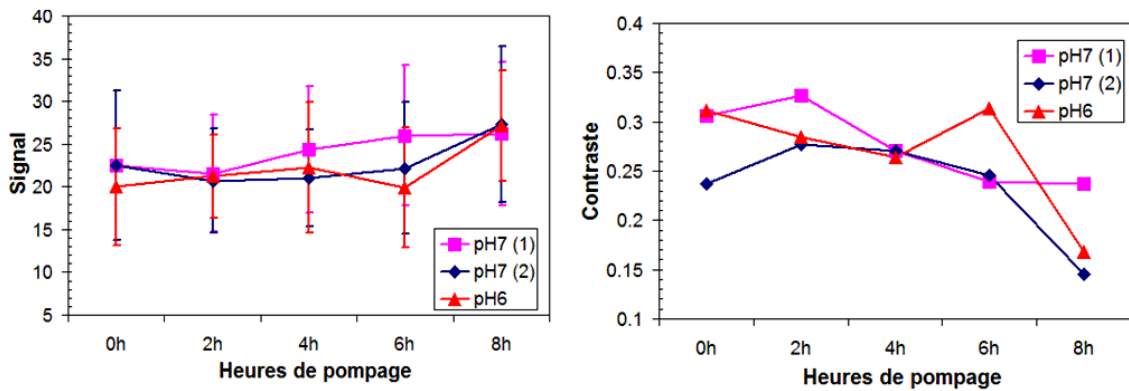 40
35
30
25
20
15
10
5
Signal
pH7 (1)
pH7 (2)
pH6
0h 2h 4h 6h 8h
Heures de pompage
0.4
0.35
0.3
0.25
0.2
0.15
0.1
Contraste
pH7 (1)
pH7 (2)
pH6
0h 2h 4h 6h 8h
Heures de pompage